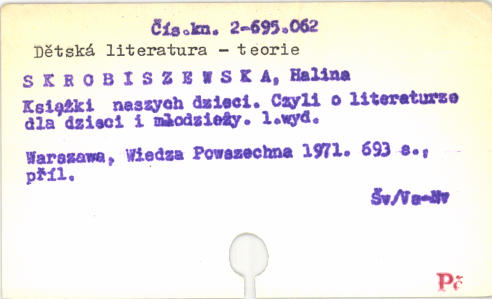 Čís.kn. 2-695.062
Dětská literatura - teorie
S K R O B I S Z E W S K A, Halina
Książki naszych dzieci. Czyli o literaturze
dla dzieci i młodzieży. 1.wyd.
Warszawa, Wiedza Powszechna 1971. 693 s.,
příl.
Šv/Vs-Nv
Pč